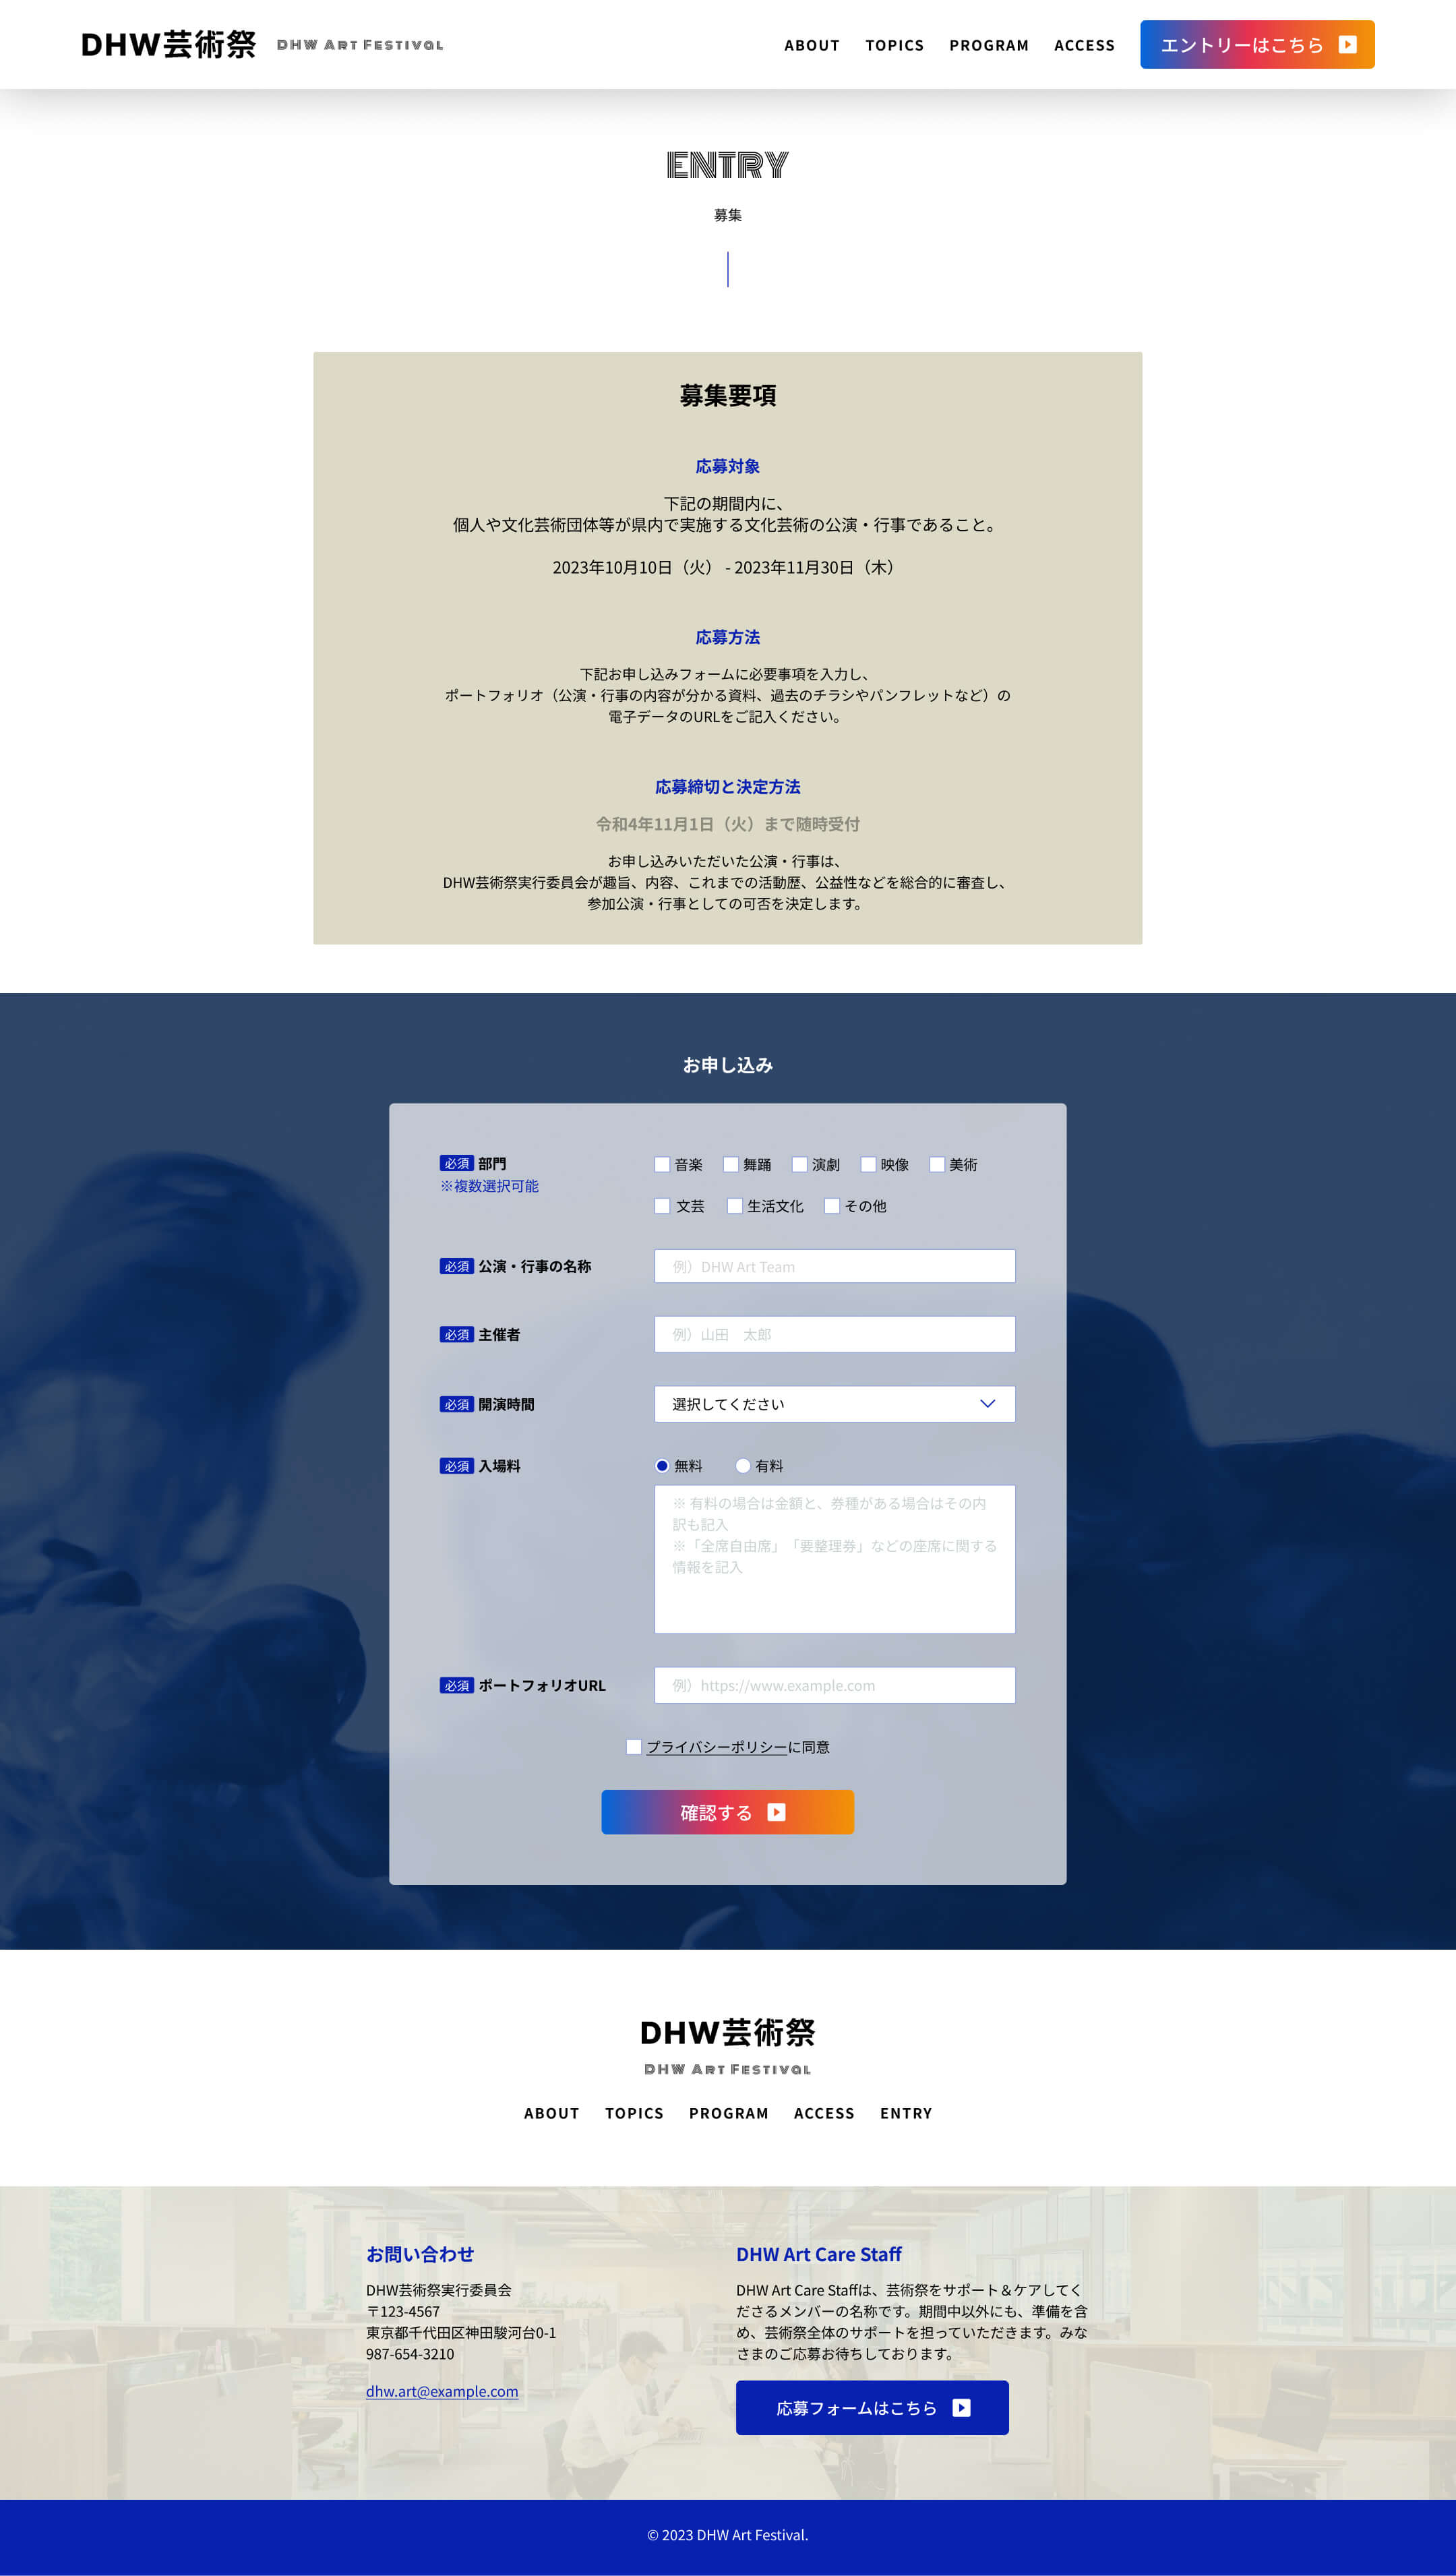 DHW芸術祭
DHW Art Festival
ABOUT
TOPICS
PROGRAM
ACCESS
エントリーはこちら
ENTRY
募集
募集要項
応募対象
下記の期間内に、
個人や文化芸術団体等が県内で実施する文化芸術の公演・行事であること。
2023年10月10日（火） - 2023年11月30日（木）
応募方法
下記お申し込みフォームに必要事項を入力し、
ポートフォリオ（公演・行事の内容が分かる資料、過去のチラシやパンフレットなど）の
電子データのURLをご記入ください。
応募締切と決定方法
令和4年11月1日（火）まで随時受付
お申し込みいただいた公演・行事は、
DHW芸術祭実行委員会が趣旨、内容、これまでの活動歴、公益性などを総合的に審査し、
参加公演・行事としての可否を決定します。
お申し込み
必須 部門
※複数選択可能
音楽 舞踊 演劇 映像 美術
文芸 生活文化 その他
必須 公演・行事の名称
例）DHW Art Team
必須 主催者
例）山田　太郎
必須 開演時間
選択してください
必須 入場料
無料 有料
※ 有料の場合は金額と、券種がある場合はその内
訳も記入
※「全席自由席」「要整理券」などの座席に関する
情報を記入
必須 ポートフォリオURL
例）https://www.example.com
プライバシーポリシーに同意
確認する
DHW芸術祭
DHW Art Festival
ABOUT
TOPICS
PROGRAM
ACCESS
ENTRY
お問い合わせ
DHW芸術祭実行委員会
〒123-4567
東京都千代田区神田駿河台0-1
987-654-3210
dhw.art@example.com
DHW Art Care Staff
DHW Art Care Staffは、芸術祭をサポート＆ケアしてく
ださるメンバーの名称です。期間中以外にも、準備を含
め、芸術祭全体のサポートを担っていただきます。みな
さまのご応募お待ちしております。
応募フォームはこちら
© 2023 DHW Art Festival.